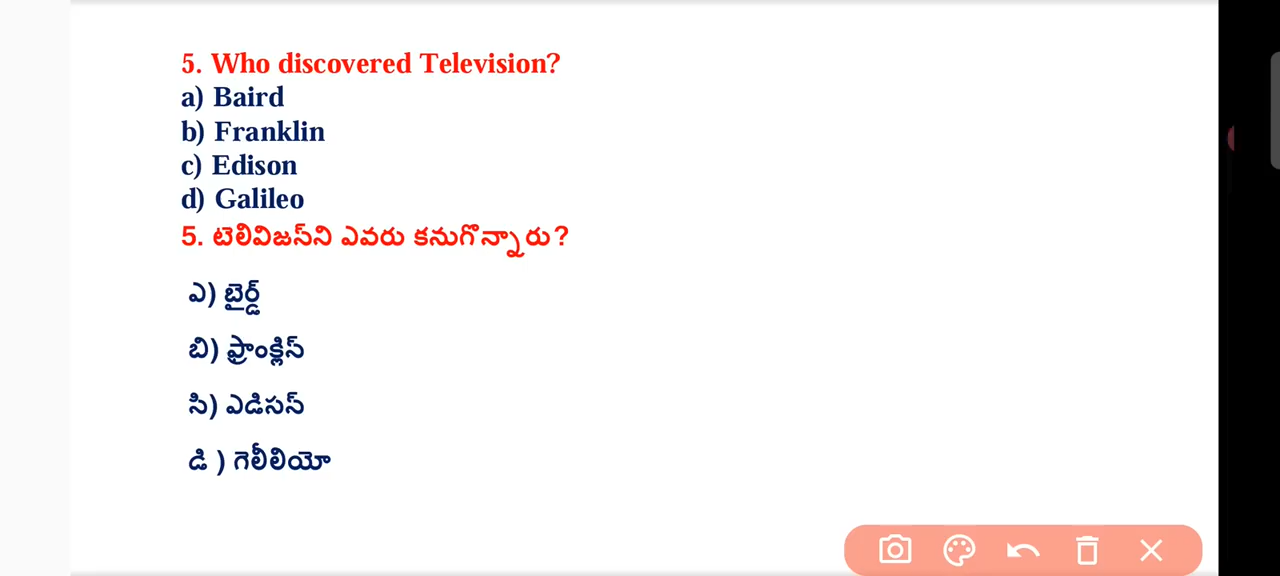 5. Who discovered Television?
a) Baird
b) Franklin
c) Edison
d) Galileo
5. టెలివిజన్‌ని ఎవరు కనుగొన్నారు?
ఎ) బైర్డ్
బి) ఫ్రాంక్లిన్
సి) ఎడిసన్
డి ) గెలీలియో